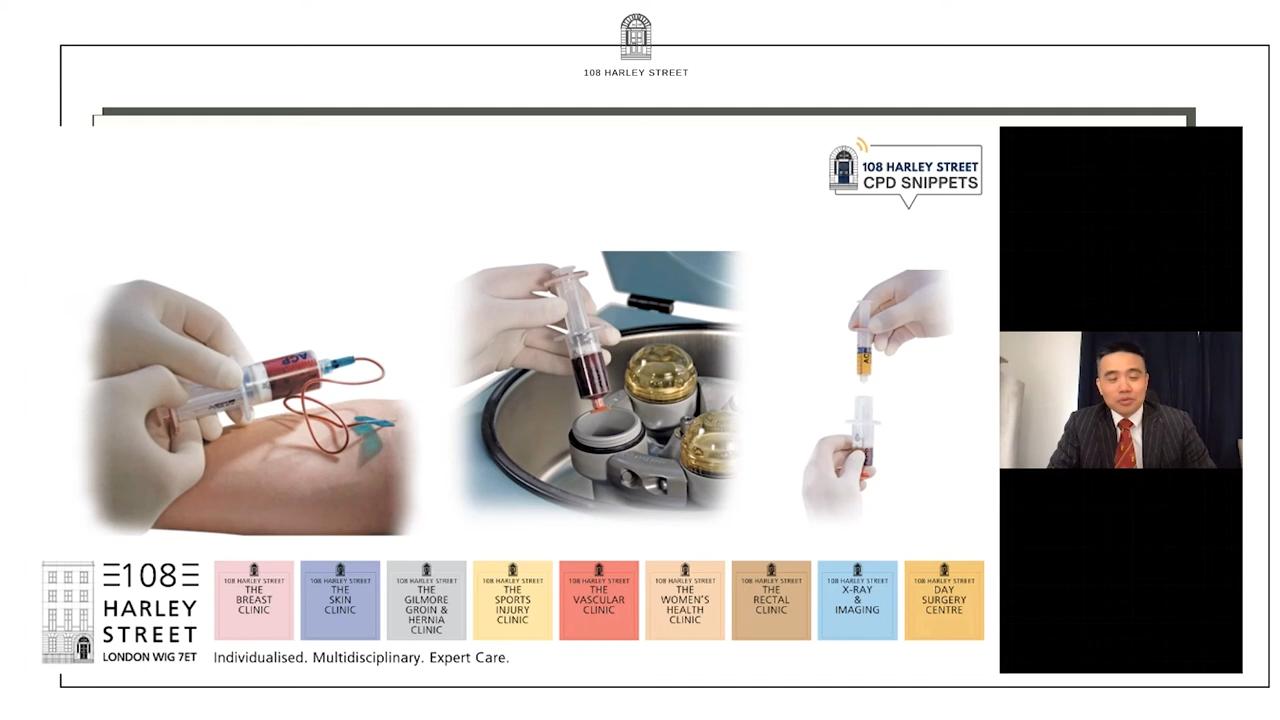 108 HARLEY STREET
108 HARLEY STREET
CPD SNIPPETS
ACP
AC
108
HARLEY
STREET
LONDON W1G 7ET
108 HARLEY STREET
THE
BREAST
CLINIC
108 HARLEY STREET
THE
SKIN
CLINIC
108 HARLEY STREET
THE
GILMORE
GROIN &
HERNIA
CLINIC
108 HARLEY STREET
THE
SPORTS
INJURY
CLINIC
108 HARLEY STREET
THE
VASCULAR
CLINIC
108 HARLEY STREET
THE
WOMEN'S
HEALTH
CLINIC
108 HARLEY STREET
THE
RECTAL
CLINIC
108 HARLEY STREET
X-RAY
&
IMAGING
108 HARLEY STREET
DAY
SURGERY
CENTRE
Individualised. Multidisciplinary. Expert Care.